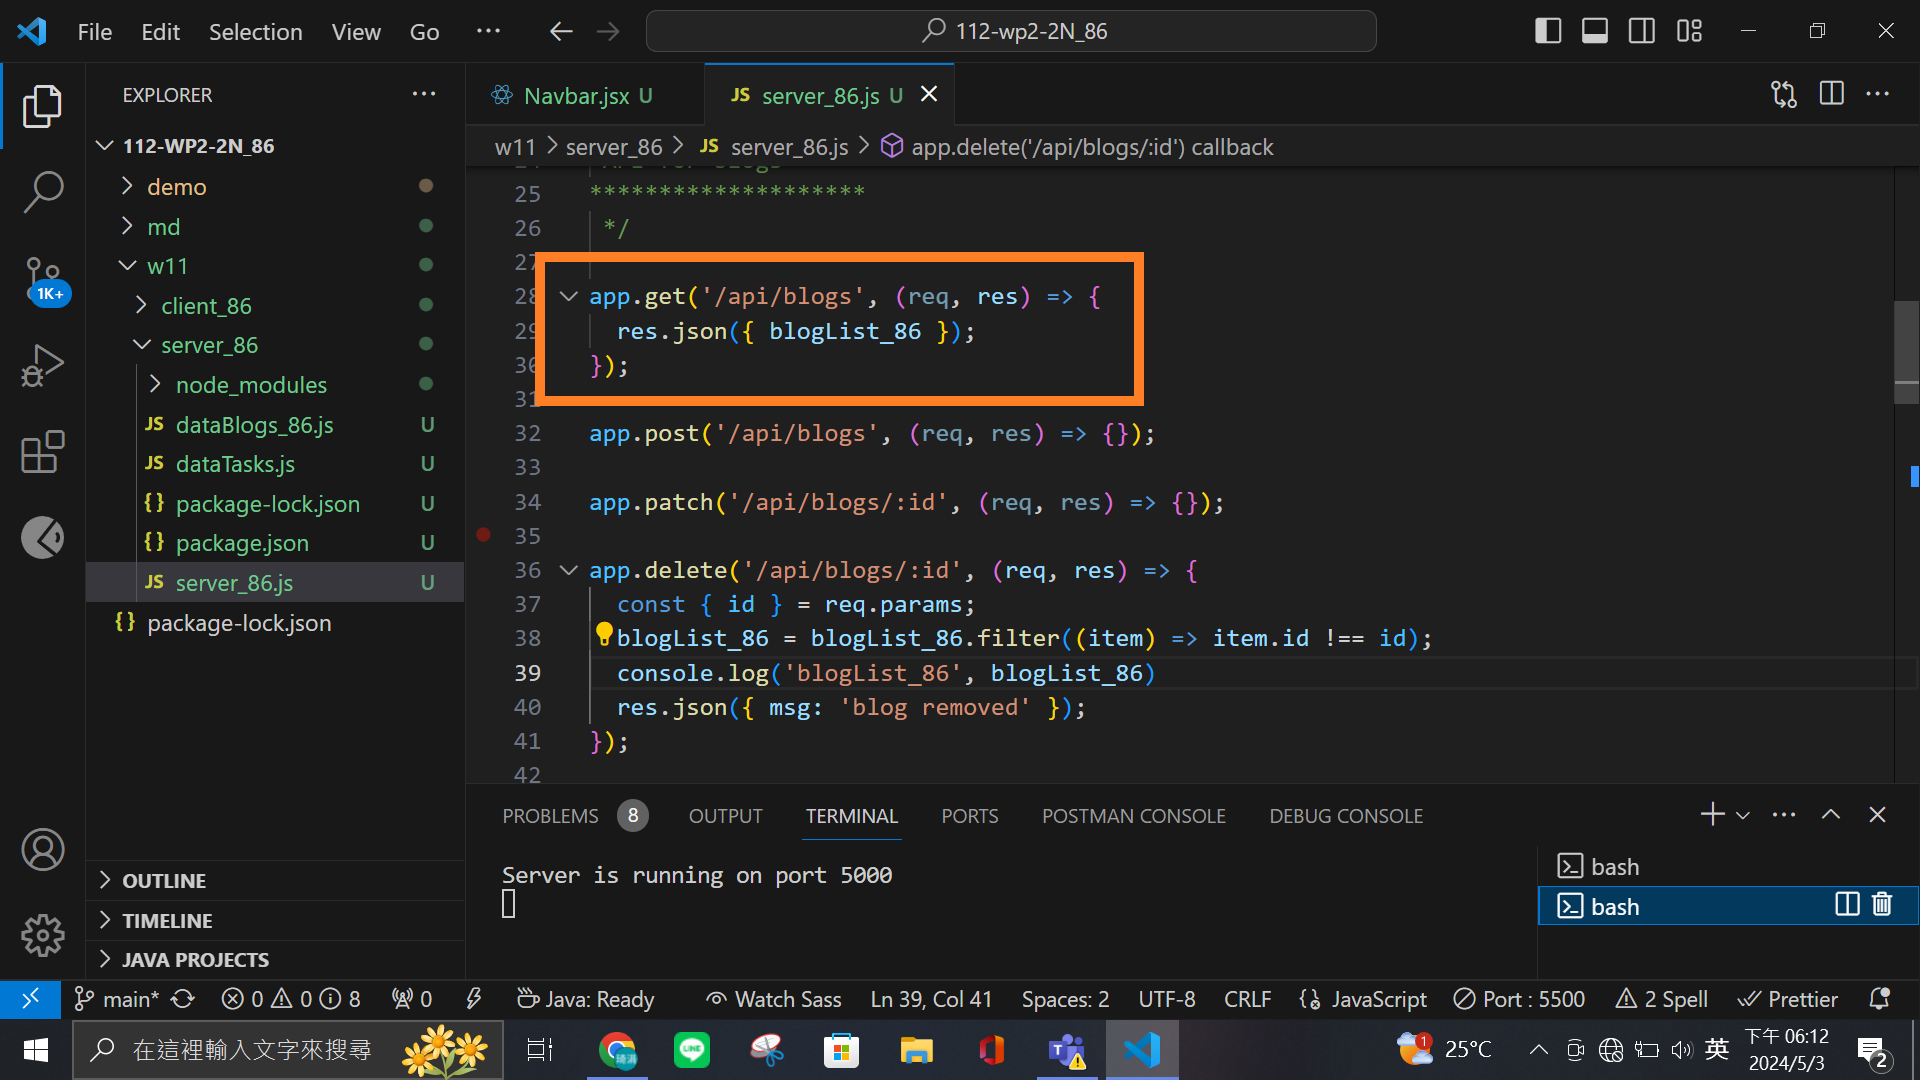 File Edit Selection View Go ··· 112-wp2-2N_86
EXPLORER ···
112-WP2-2N_86
demo
md
w11
client_86
server_86
node_modules
dataBlogs_86.js U
dataTasks.js U
package-lock.json U
package.json U
server_86.js U
package-lock.json
OUTLINE
TIMELINE
JAVA PROJECTS
1K+
Navbar.jsx U JS server_86.js U
w11 > server_86 > JS server_86.js > app.delete('/api/blogs/:id') callback
25 ********************
26 */
27
28 app.get('/api/blogs', (req, res) => {
29 res.json({ blogList_86 });
30 });
31
32 app.post('/api/blogs', (req, res) => {});
33
34 app.patch('/api/blogs/:id', (req, res) => {});
35
36 app.delete('/api/blogs/:id', (req, res) => {
37 const { id } = req.params;
38 blogList_86 = blogList_86.filter((item) => item.id !== id);
39 console.log('blogList_86', blogList_86)
40 res.json({ msg: 'blog removed' });
41 });
42
PROBLEMS 8 OUTPUT TERMINAL PORTS POSTMAN CONSOLE DEBUG CONSOLE
Server is running on port 5000
bash
bash
main* 0 0 8 0 Java: Ready Watch Sass Ln 39, Col 41 Spaces: 2 UTF-8 CRLF JavaScript Port : 5500 2 Spell Prettier
在這裡輸入文字來搜尋 1 25°C 英 下午 06:12
2024/5/3 2